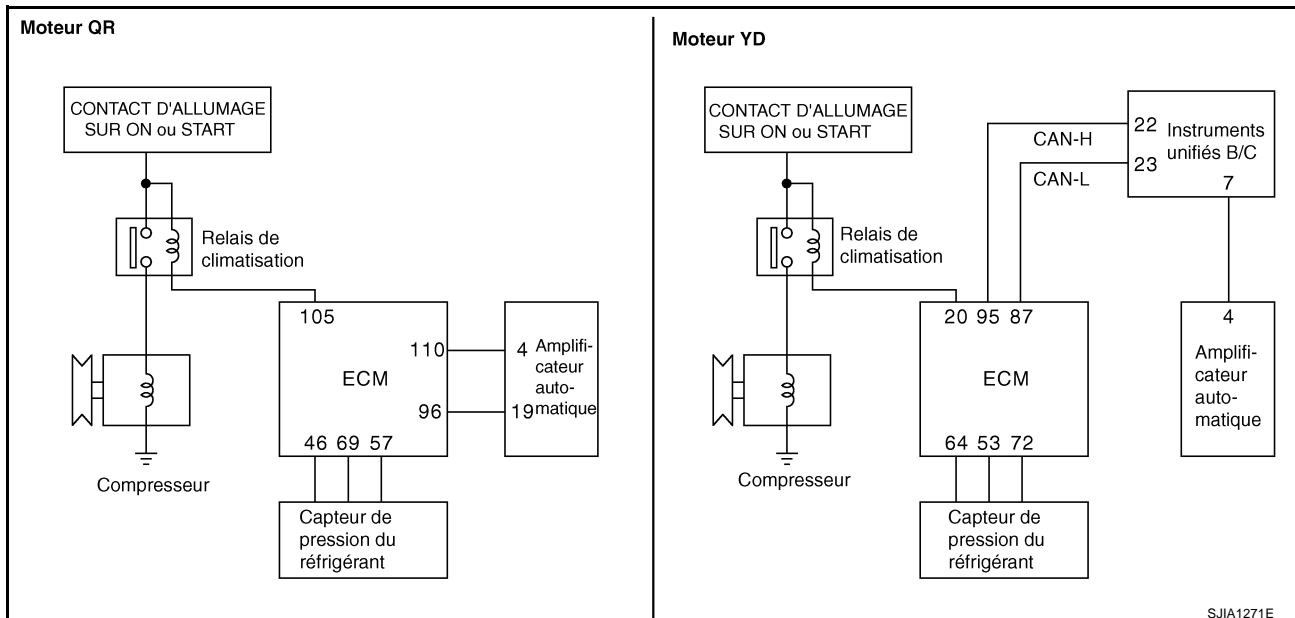 Moteur QR
CONTACT D'ALLUMAGE
SUR ON ou START
Relais de
climatisation
105
110
96
ECM
46 69 57
4
19
Amplifi-
cateur
auto-
matique
Compresseur
Capteur de
pression du
réfrigérant
Moteur YD
CONTACT D'ALLUMAGE
SUR ON ou START
CAN-H
CAN-L
22
23
Instruments
unifiés B/C
7
Relais de
climatisation
20 95 87
ECM
64 53 72
4
Amplifi-
cateur
auto-
matique
Compresseur
Capteur de
pression du
réfrigérant
SJIA1271E